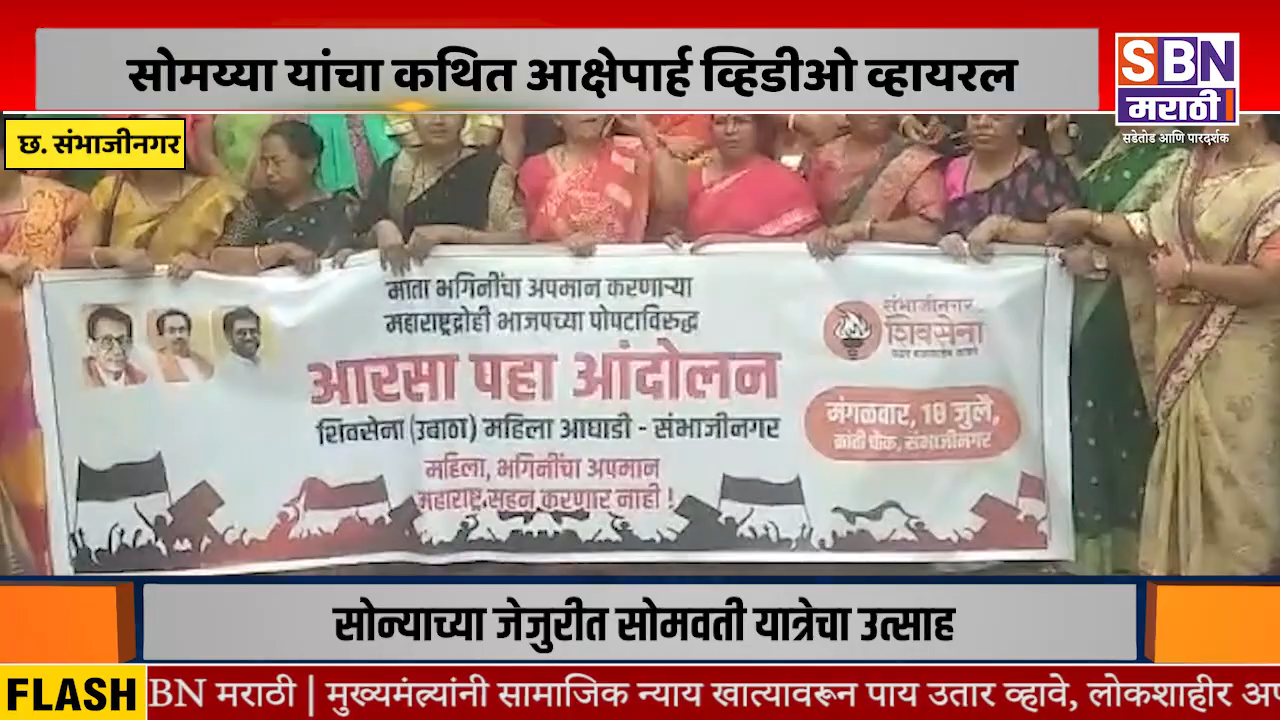 सोमय्या यांचा कथित आक्षेपार्ह व्हिडीओ व्हायरल
SBN
मराठी
सडेतोड आणि पारदर्शक
छ. संभाजीनगर
माता भगिनींचा अपमान करणाऱ्या
महाराष्ट्रद्रोही भाजपच्या पोपटाविरुद्ध
आरसा पहा आंदोलन
शिवसेना (उबाठा) महिला आघाडी - संभाजीनगर
महिला, भगिनींचा अपमान
महाराष्ट्र सहन करणार नाही !
संभाजीनगर
शिवसेना
मंगळवार, 18 जुलै,
क्रांती चौक, संभाजीनगर
सोन्याच्या जेजुरीत सोमवती यात्रेचा उत्साह
FLASH
BN मराठी | मुख्यमंत्र्यांनी सामाजिक न्याय खात्यावरून पाय उतार व्हावे, लोकशाहीर अण